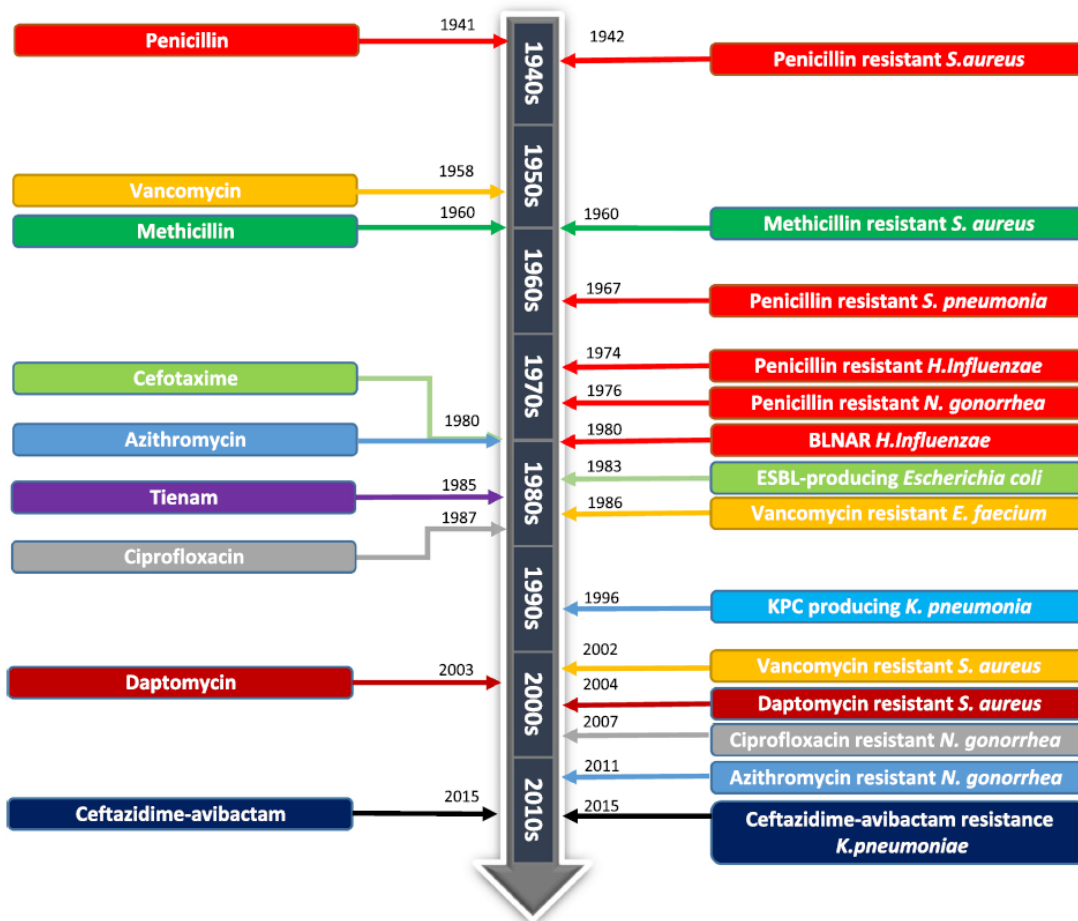 Penicillin
1941
1942
Penicillin resistant S.aureus
1940s
1950s
Vancomycin
1958
Methicillin
1960
1960
Methicillin resistant S. aureus
1960s
1967
Penicillin resistant S. pneumonia
1970s
1974
Penicillin resistant H.Influenzae
Cefotaxime
1976
Penicillin resistant N. gonorrhea
Azithromycin
1980
1980
BLNAR H.Influenzae
1980s
1983
ESBL-producing Escherichia coli
Tienam
1985
1986
Vancomycin resistant E. faecium
Ciprofloxacin
1987
1990s
1996
KPC producing K. pneumonia
2000s
2002
Vancomycin resistant S. aureus
Daptomycin
2003
2004
Daptomycin resistant S. aureus
2007
Ciprofloxacin resistant N. gonorrhea
2010s
2011
Azithromycin resistant N. gonorrhea
Ceftazidime-avibactam
2015
2015
Ceftazidime-avibactam resistance
K.pneumoniae